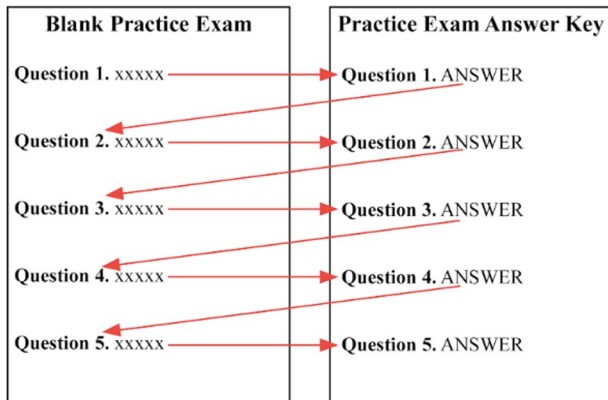 Blank Practice Exam
Question 1. xxxxx
Question 2. xxxxx
Question 3. xxxxx
Question 4. xxxxx
Question 5. xxxxx
Practice Exam Answer Key
Question 1. ANSWER
Question 2. ANSWER
Question 3. ANSWER
Question 4. ANSWER
Question 5. ANSWER